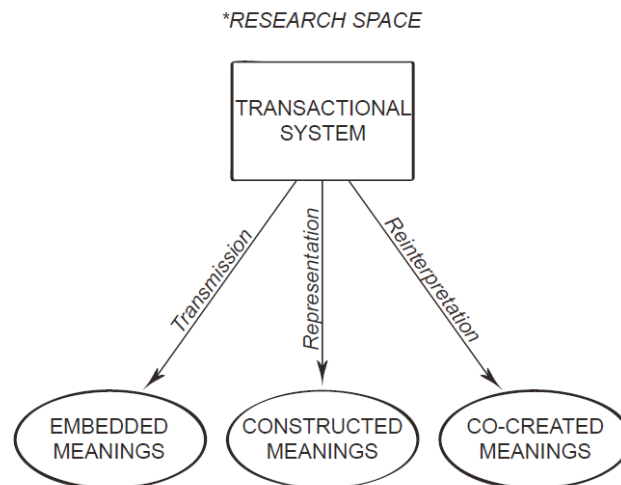 *RESEARCH SPACE
TRANSACTIONAL
SYSTEM
Transmission
Representation
Reinterpretation
EMBEDDED
MEANINGS
CONSTRUCTED
MEANINGS
CO-CREATED
MEANINGS